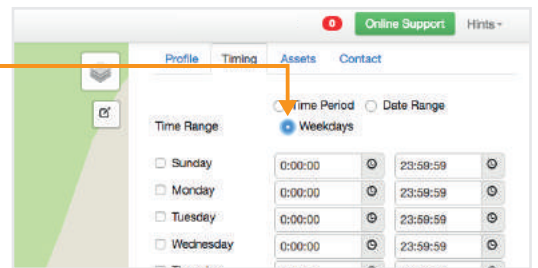 0 Online Support Hints
Profile Timing Assets Contact
Time Period Date Range
Time Range Weekdays
Sunday 0:00:00 23:59:59
Monday 0:00:00 23:59:59
Tuesday 0:00:00 23:59:59
Wednesday 0:00:00 23:59:59